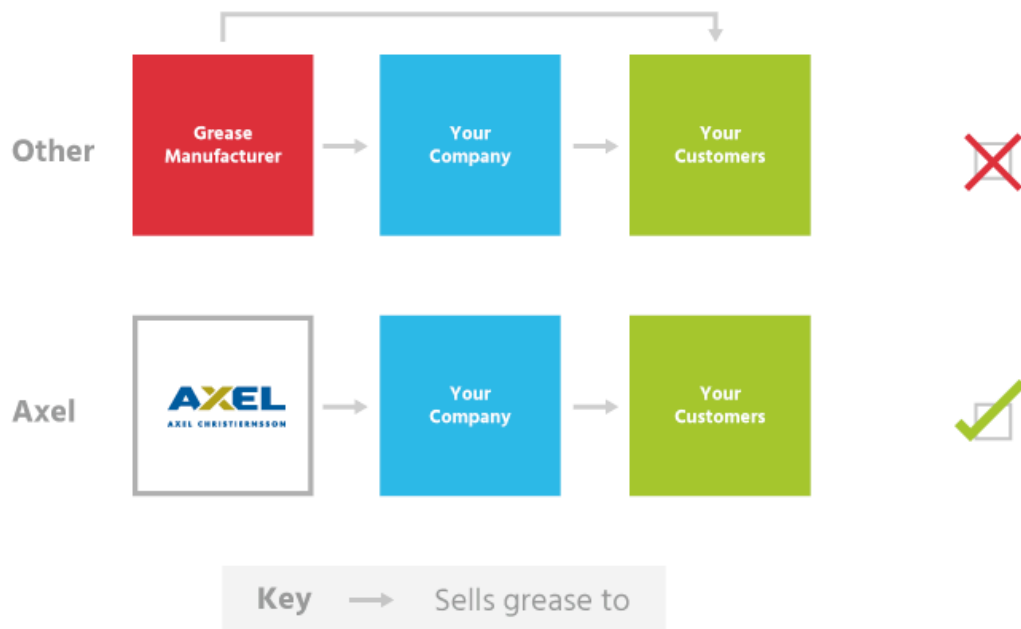 Other
Grease
Manufacturer
Your
Company
Your
Customers
Axel
AXEL
AXEL CHRISTIERNSSON
Your
Company
Your
Customers
Key
Sells grease to